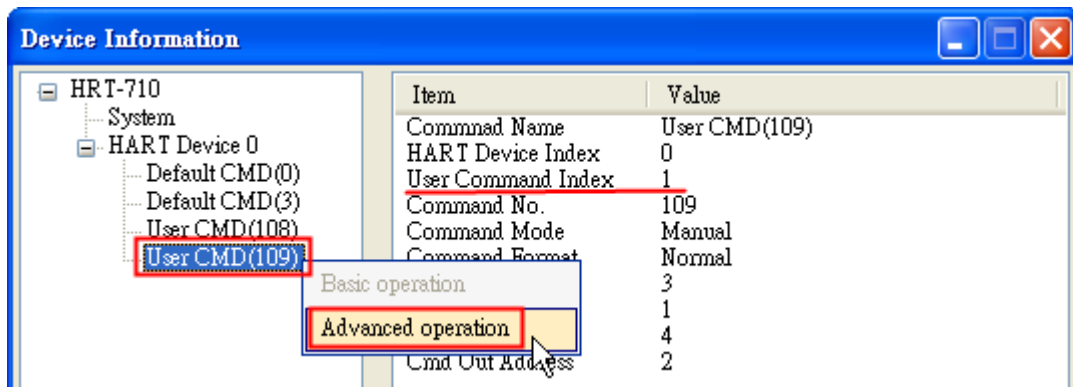 Device Information
HRT-710
System
HART Device 0
Default CMD(0)
Default CMD(3)
User CMD(108)
User CMD(109)
Basic operation
Advanced operation
Item Value
Commnad Name User CMD(109)
HART Device Index 0
User Command Index 1
Command No. 109
Command Mode Manual
Command Format Normal
3
1
4
Cmd Out Address 2